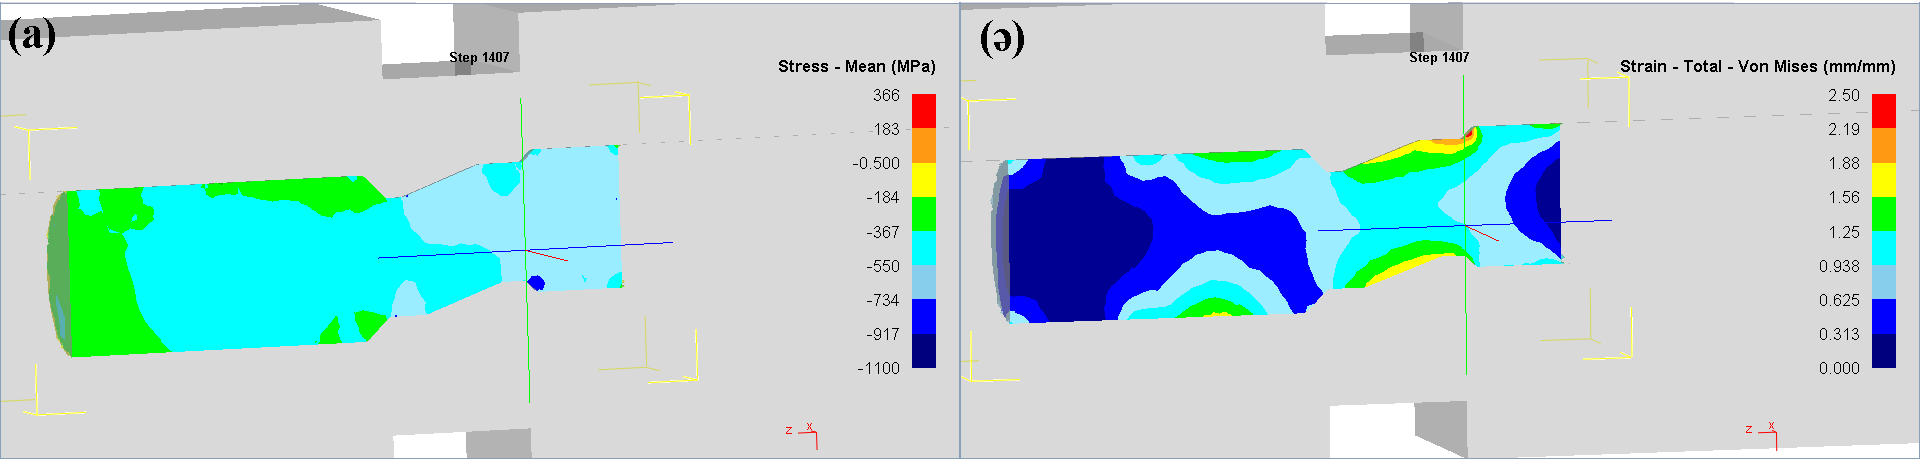 (a)
Step 1407
Stress - Mean (MPa)
366
-183
-0.500
-184
-367
-550
-734
-917
-1100
z x
(ə)
Step 1407
Strain - Total - Von Mises (mm/mm)
2.50
2.19
1.88
1.56
1.25
0.938
0.625
0.313
0.000
z x